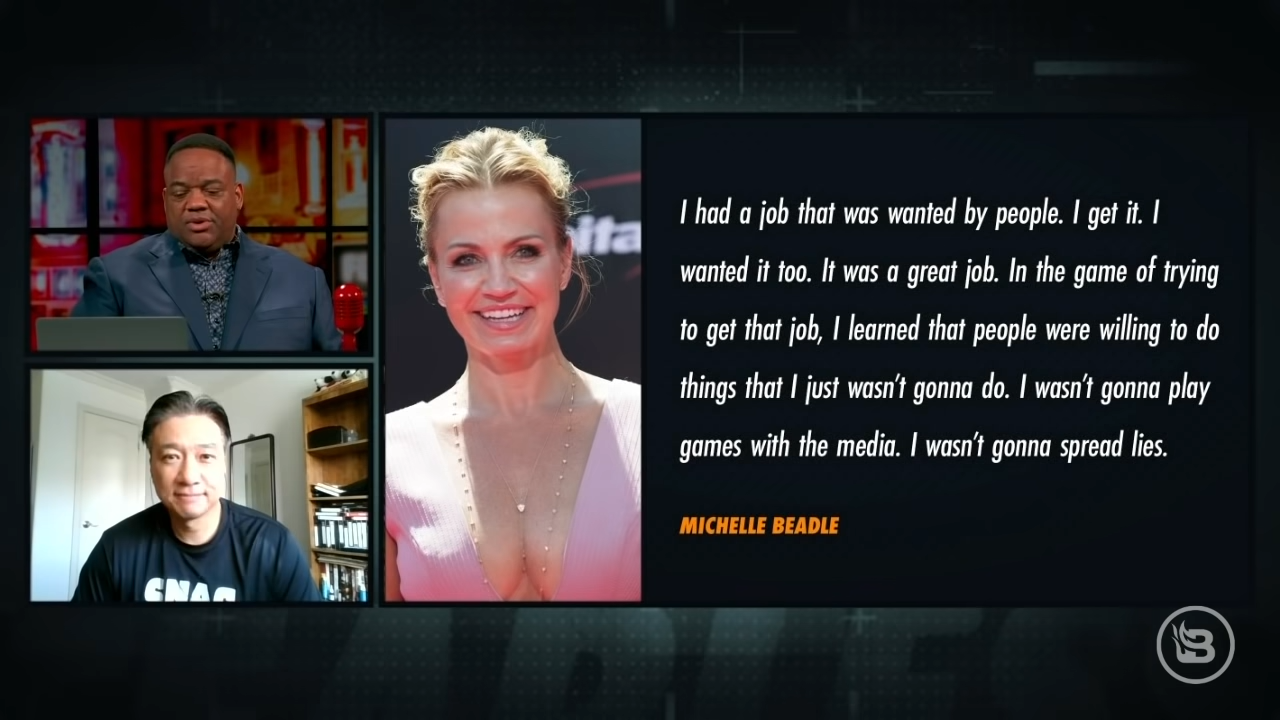 I had a job that was wanted by people. I get it. I
wanted it too. It was a great job. In the game of trying
to get that job, I learned that people were willing to do
things that I just wasn't gonna do. I wasn't gonna play
games with the media. I wasn't gonna spread lies.
MICHELLE BEADLE
B